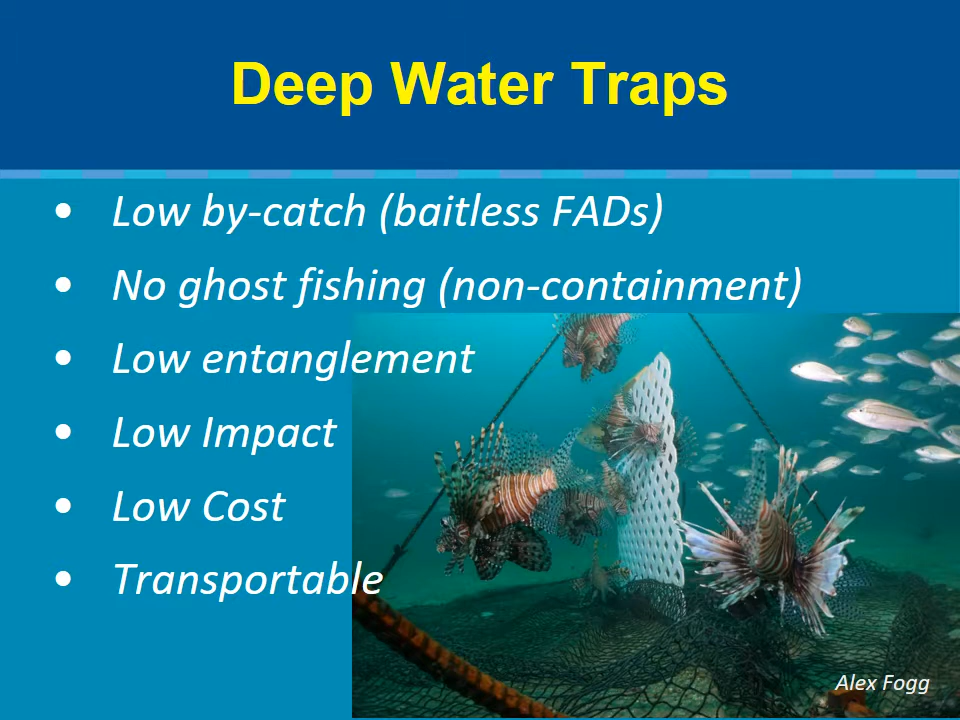 Deep Water Traps
• Low by-catch (baitless FADs)
• No ghost fishing (non-containment)
• Low entanglement
• Low Impact
• Low Cost
• Transportable
Alex Fogg